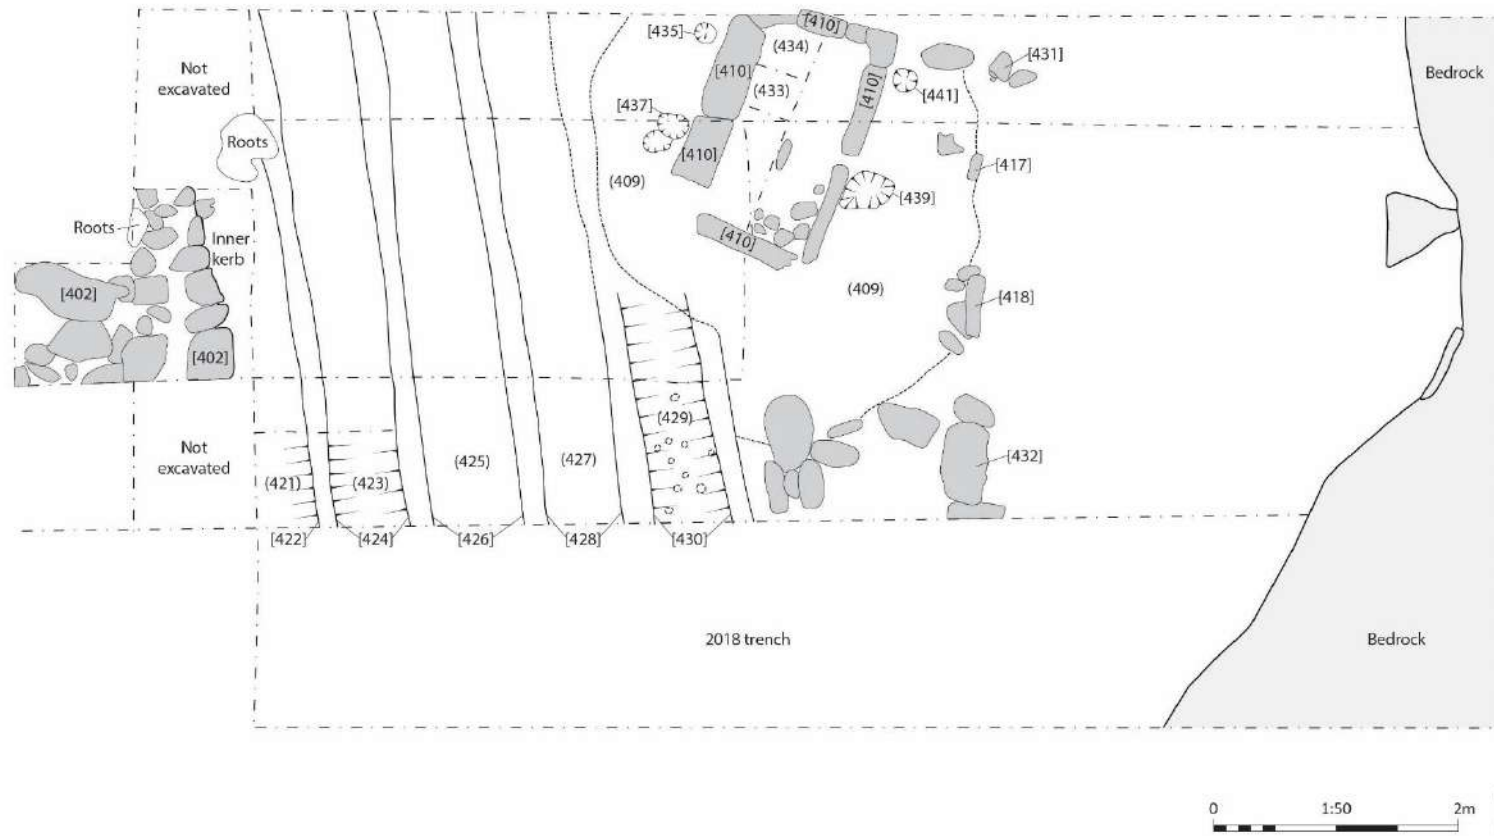 [435]
[410]
(434)
[431]
Not
excavated
[410]
(433)
[410]
[441]
Bedrock
[437]
Roots
[410]
[417]
(409)
[439]
Roots
Inner
kerb
[410]
[402]
(409)
[418]
[402]
(429)
Not
excavated
(421)
(423)
(425)
(427)
[432]
[422]
[424]
[426]
[428]
[430]
2018 trench
Bedrock
0
1:50
2m